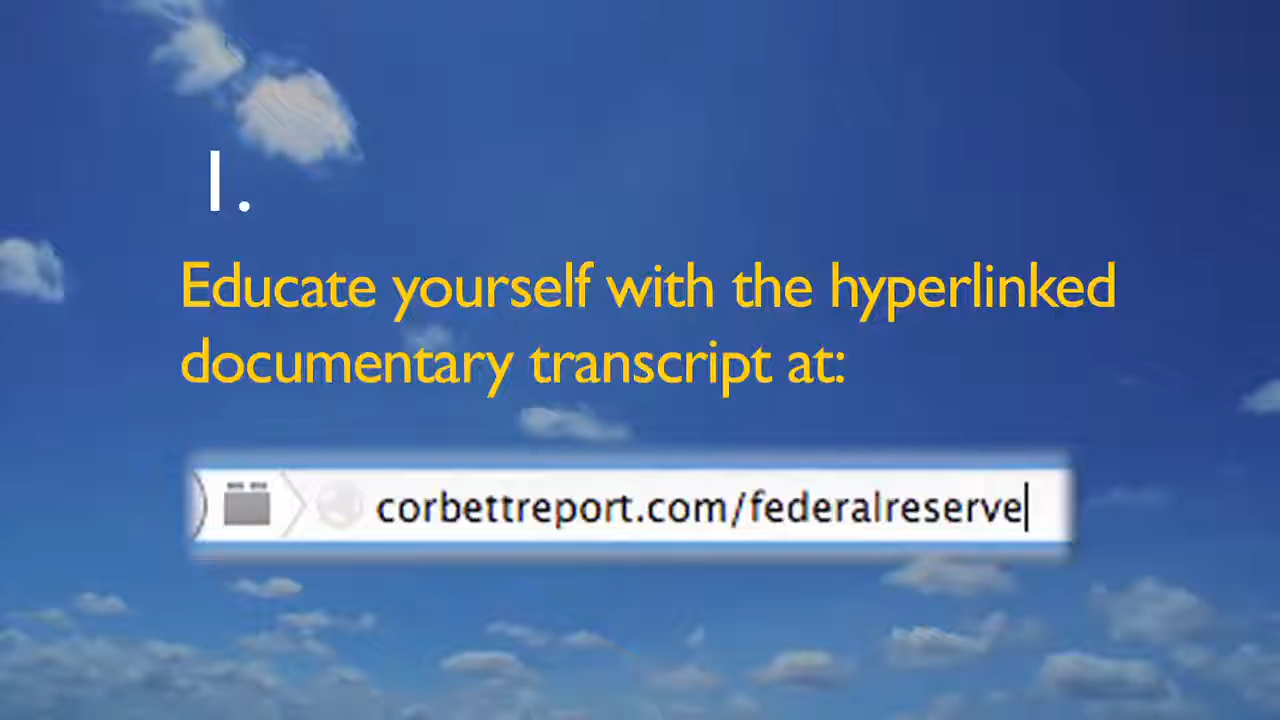 1.
Educate yourself with the hyperlinked
documentary transcript at:
corbettreport.com/federalreserve